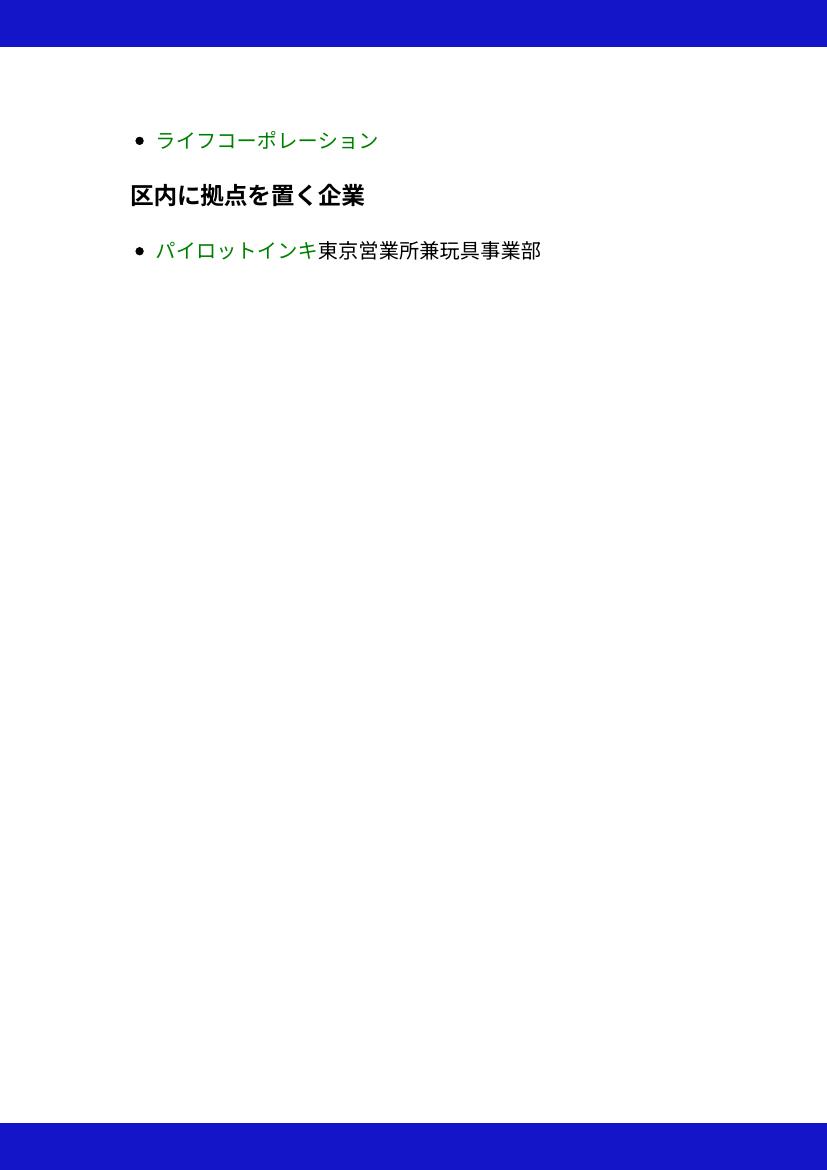 ライフコーポレーション
区内に拠点を置く企業
パイロットインキ東京営業所兼玩具事業部